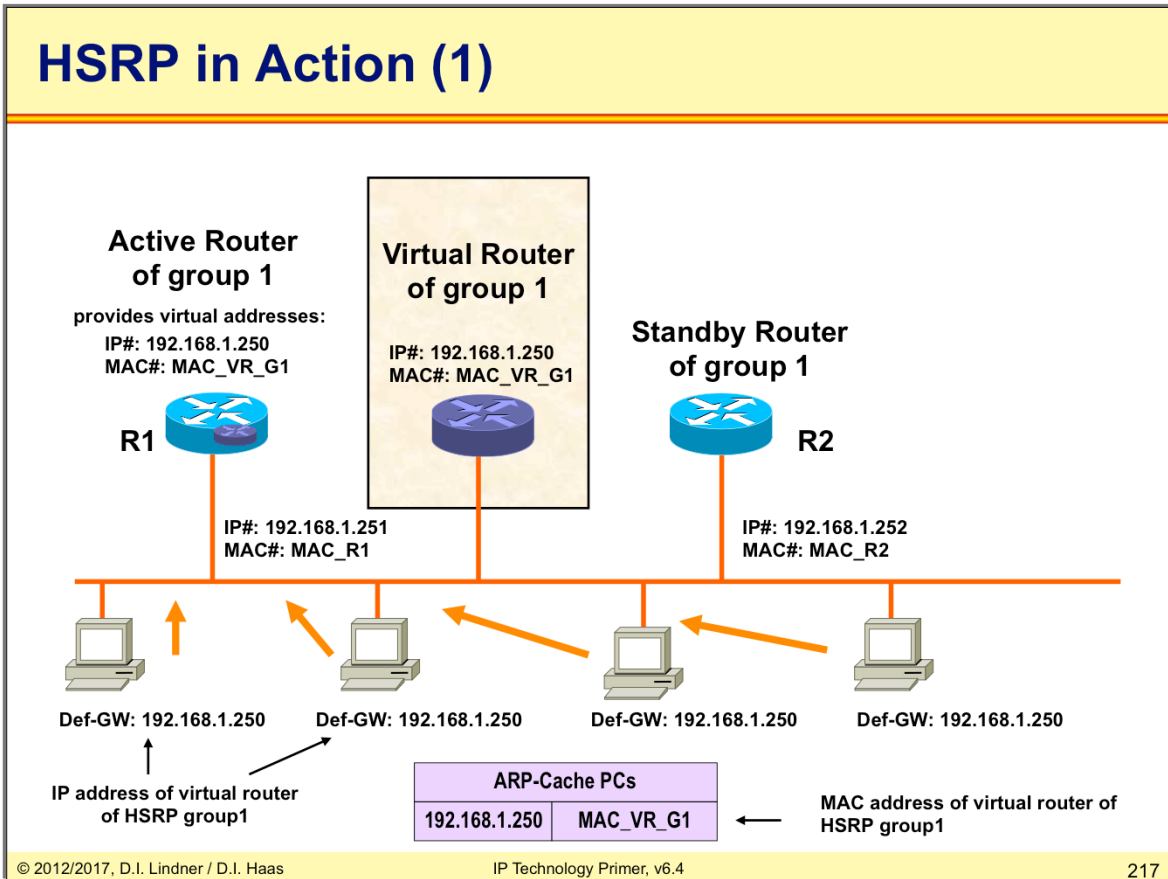 HSRP in Action (1)
Active Router
of group 1
provides virtual addresses:
IP#: 192.168.1.250
MAC#: MAC_VR_G1
R1
Virtual Router
of group 1
IP#: 192.168.1.250
MAC#: MAC_VR_G1
Standby Router
of group 1
R2
IP#: 192.168.1.251
MAC#: MAC_R1
IP#: 192.168.1.252
MAC#: MAC_R2
Def-GW: 192.168.1.250
Def-GW: 192.168.1.250
Def-GW: 192.168.1.250
Def-GW: 192.168.1.250
IP address of virtual router
of HSRP group1
ARP-Cache PCs
192.168.1.250 MAC_VR_G1
MAC address of virtual router of
HSRP group1
© 2012/2017, D.I. Lindner / D.I. Haas
IP Technology Primer, v6.4
217